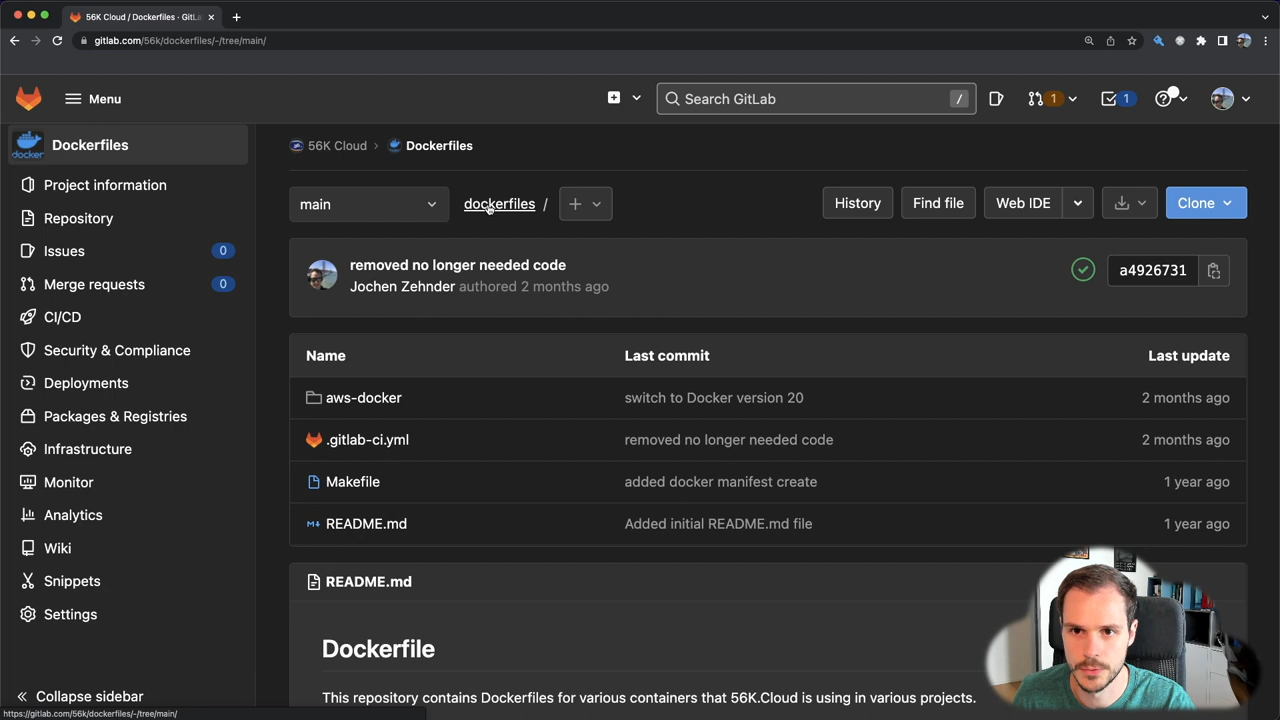 56K Cloud / Dockerfiles · GitLa
gitlab.com/56k/dockerfiles/-/tree/main/
Menu
Search GitLab
/
1
1
docker
Dockerfiles
Project information
Repository
Issues
0
Merge requests
0
CI/CD
Security & Compliance
Deployments
Packages & Registries
Infrastructure
Monitor
Analytics
Wiki
Snippets
Settings
Collapse sidebar
56K Cloud
Dockerfiles
main
dockerfiles /
History
Find file
Web IDE
Clone
removed no longer needed code
Jochen Zehnder authored 2 months ago
a4926731
Name Last commit Last update
aws-docker switch to Docker version 20 2 months ago
.gitlab-ci.yml removed no longer needed code 2 months ago
Makefile added docker manifest create 1 year ago
README.md Added initial README.md file 1 year ago
README.md
Dockerfile
This repository contains Dockerfiles for various containers that 56K.Cloud is using in various projects.
https://gitlab.com/56k/dockerfiles/-/tree/main/